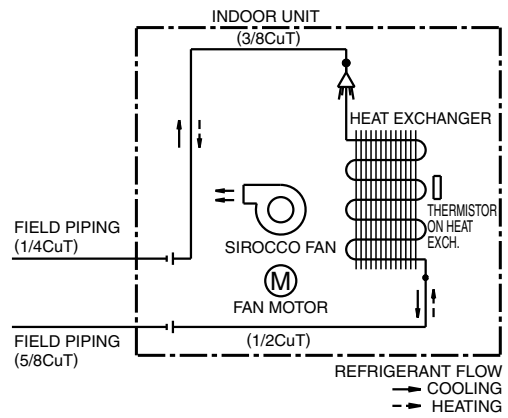 INDOOR UNIT
(3/8CuT)
HEAT EXCHANGER
THERMISTOR
ON HEAT
EXCH.
FIELD PIPING
(1/4CuT)
SIROCCO FAN
M
FAN MOTOR
FIELD PIPING
(5/8CuT)
(1/2CuT)
REFRIGERANT FLOW
COOLING
HEATING